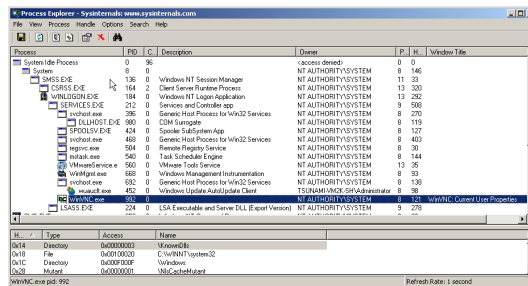 Process Explorer - Sysinternals: www.sysinternals.com
File View Process Handle Options Search Help
Process PID C... Description Owner P... H... Window Title
System Idle Process 0 96 <access denied> 0 0
System 8 0 NT AUTHORITY\SYSTEM 8 146
SMSS.EXE 136 0 Windows NT Session Manager NT AUTHORITY\SYSTEM 11 33
CSRSS.EXE 164 2 Client Server Runtime Process NT AUTHORITY\SYSTEM 13 320
WINLOGON.EXE 184 0 Windows NT Logon Application NT AUTHORITY\SYSTEM 13 292
SERVICES.EXE 212 0 Services and Controller app NT AUTHORITY\SYSTEM 9 508
svchost.exe 396 0 Generic Host Process for Win32 Services NT AUTHORITY\SYSTEM 8 270
DLLHOST.EXE 980 0 COM Surrogate NT AUTHORITY\SYSTEM 8 119
SPOOLSV.EXE 424 0 Spooler SubSystem App NT AUTHORITY\SYSTEM 8 127
svchost.exe 468 0 Generic Host Process for Win32 Services NT AUTHORITY\SYSTEM 8 403
regsvc.exe 504 0 Remote Registry Service NT AUTHORITY\SYSTEM 8 30
mstask.exe 540 0 Task Scheduler Engine NT AUTHORITY\SYSTEM 8 144
VMwareService.e 560 0 VMware Tools Service NT AUTHORITY\SYSTEM 13 35
WinMgmt.exe 668 0 Windows Management Instrumentation NT AUTHORITY\SYSTEM 8 93
svchost.exe 692 0 Generic Host Process for Win32 Services NT AUTHORITY\SYSTEM 8 138
wuauclt.exe 452 0 Windows Update AutoUpdate Client TSUNAMI-VM2K-SH\Administrator 8 98
WinVNC.exe 992 0 NT AUTHORITY\SYSTEM 8 121 WinVNC: Current User Properties
LSASS.EXE 224 0 LSA Executable and Server DLL (Export Version) NT AUTHORITY\SYSTEM 9 278
H... Type Access Name
0x14 Directory 0x00000003 \KnownDlls
0x18 File 0x00100020 C:\WINNT\system32
0x1C Directory 0x000F000F \Windows
0x28 Mutant 0x00000001 \NlsCacheMutant
WinVNC.exe pid: 992 Refresh Rate: 1 second